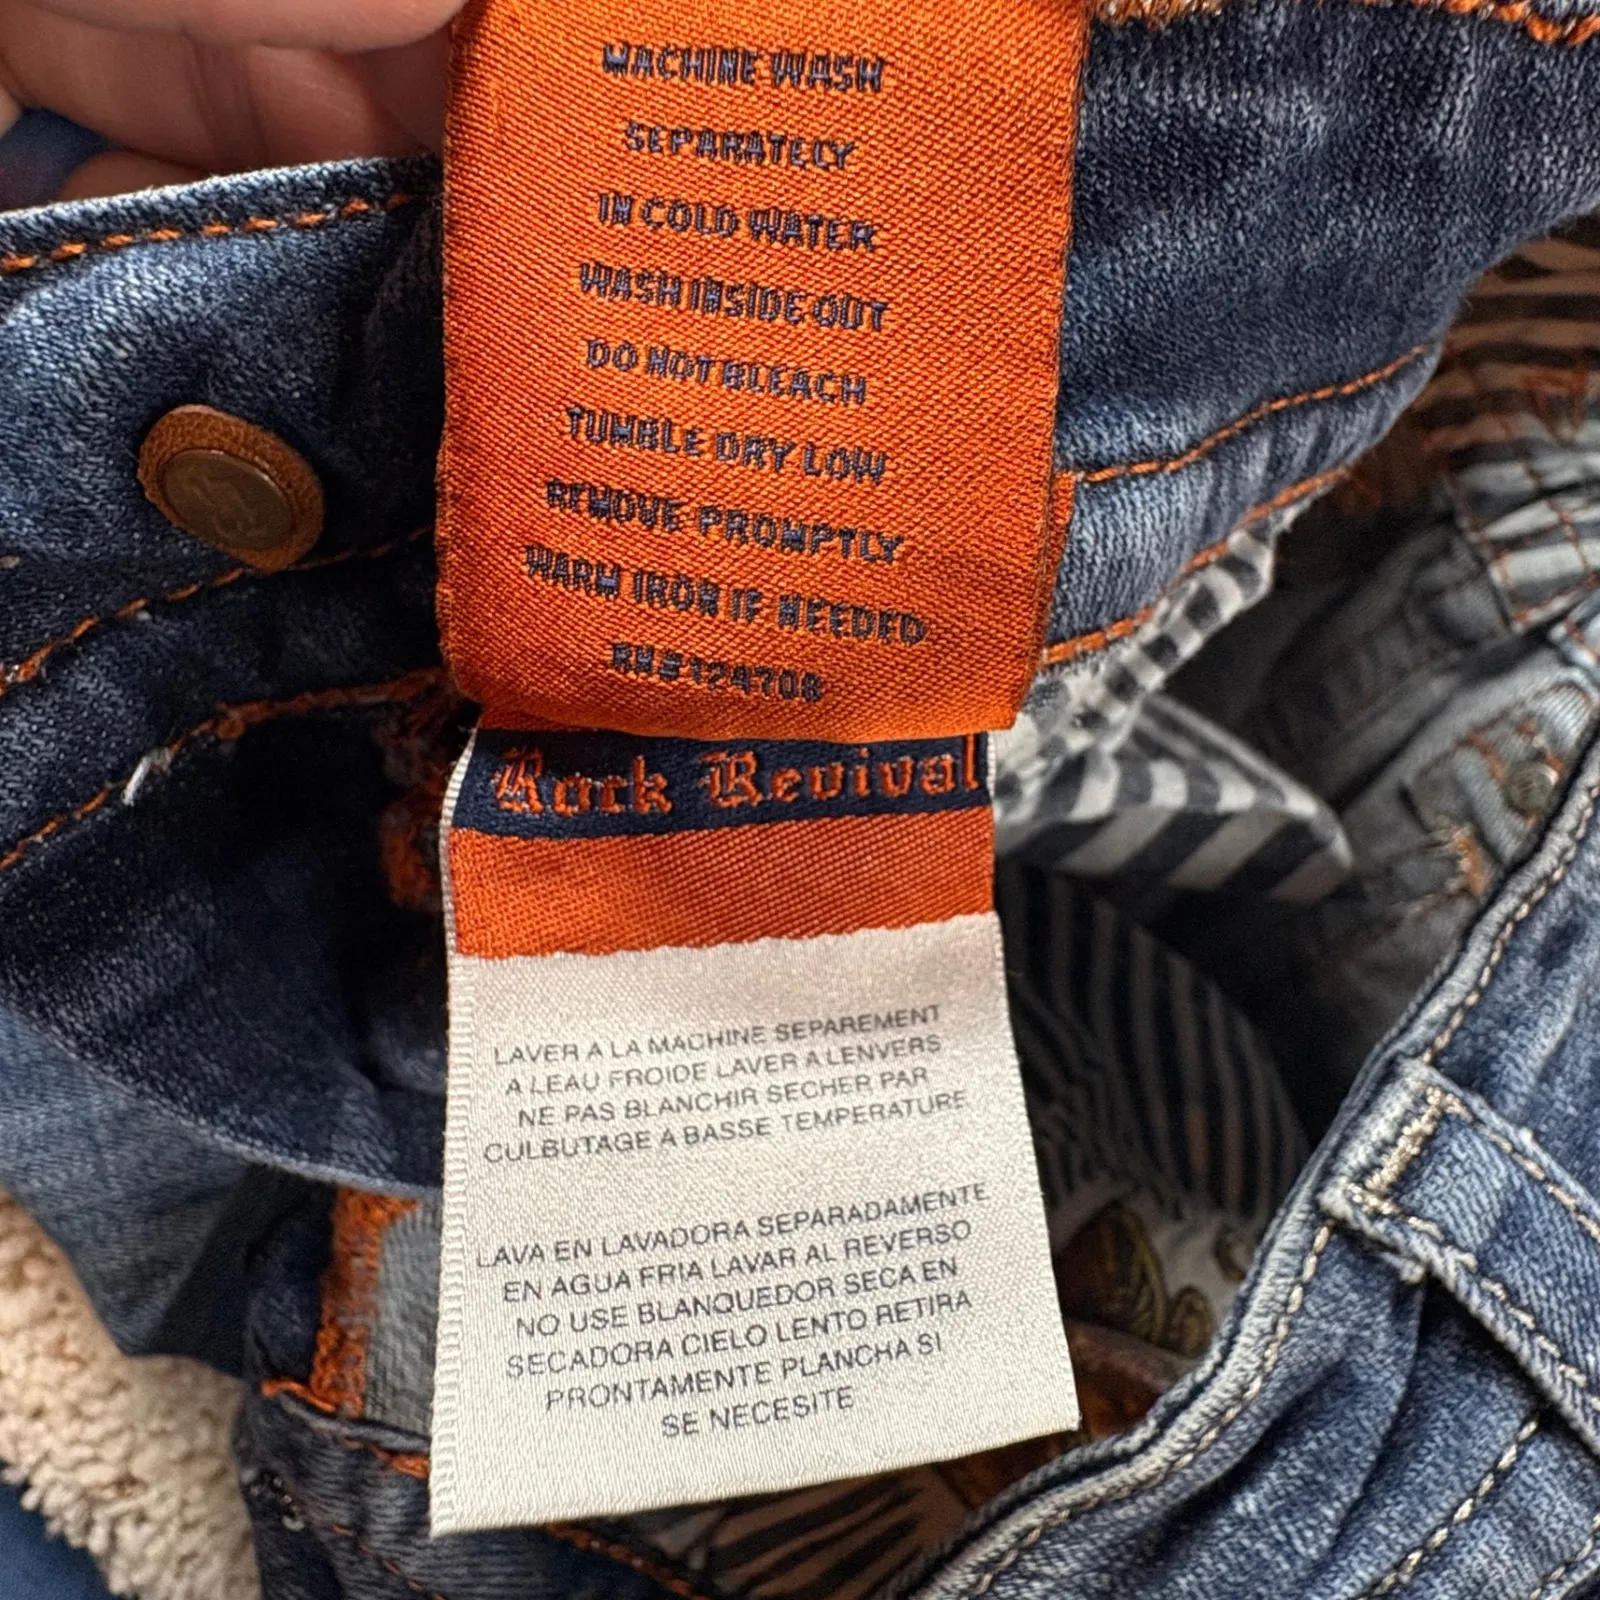 MACHINE WASH
SEPARATELY
IN COLD WATER
WASH INSIDE OUT
DO NOT BLEACH
TUMBLE DRY LOW
REMOVE PROMPTLY
WARM IRON IF NEEDED
RN#124708
Rock Revival
LAVER A LA MACHINE SEPAREMENT
A LEAU FROIDE LAVER A LENVERS
NE PAS BLANCHIR SECHER PAR
CULBUTAGE A BASSE TEMPERATURE
LAVA EN LAVADORA SEPARADAMENTE
EN AGUA FRIA LAVAR AL REVERSO
NO USE BLANQUEDOR SECA EN
SECADORA CIELO LENTO RETIRA
PRONTAMENTE PLANCHA SI
SE NECESITE